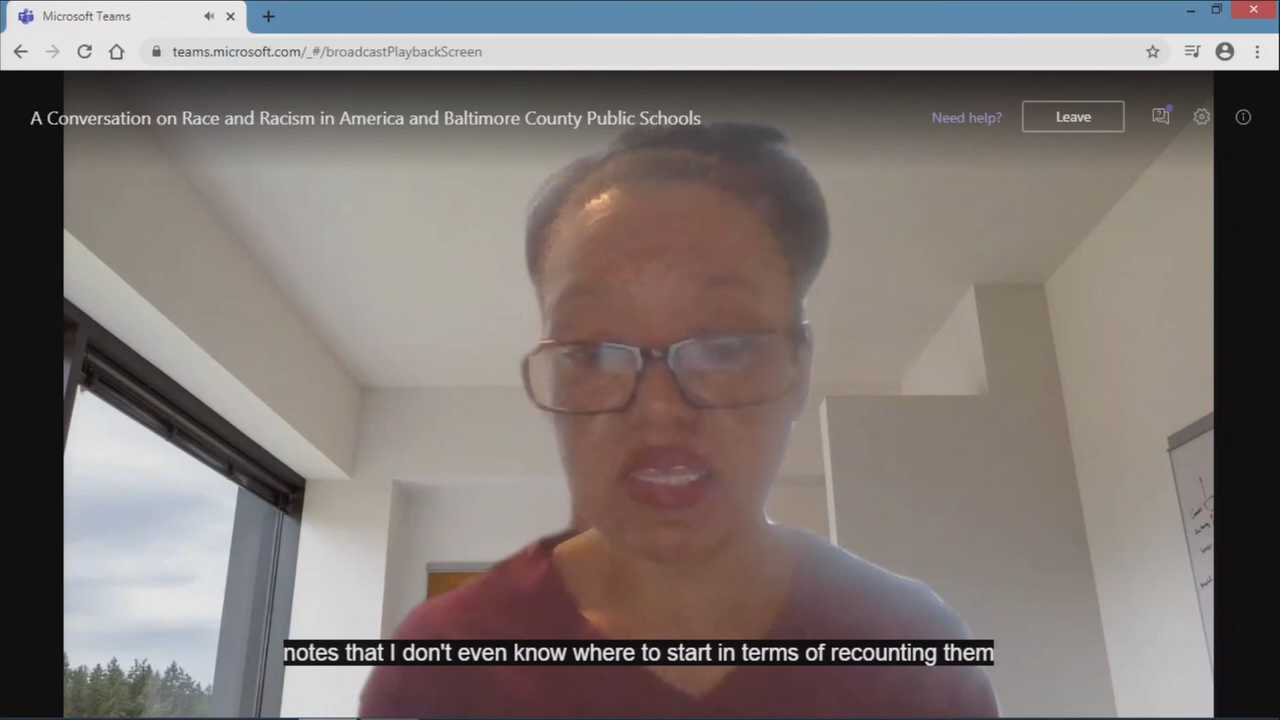 Microsoft Teams
teams.microsoft.com/_#/broadcastPlaybackScreen
A Conversation on Race and Racism in America and Baltimore County Public Schools
Need help?
Leave
notes that I don't even know where to start in terms of recounting them